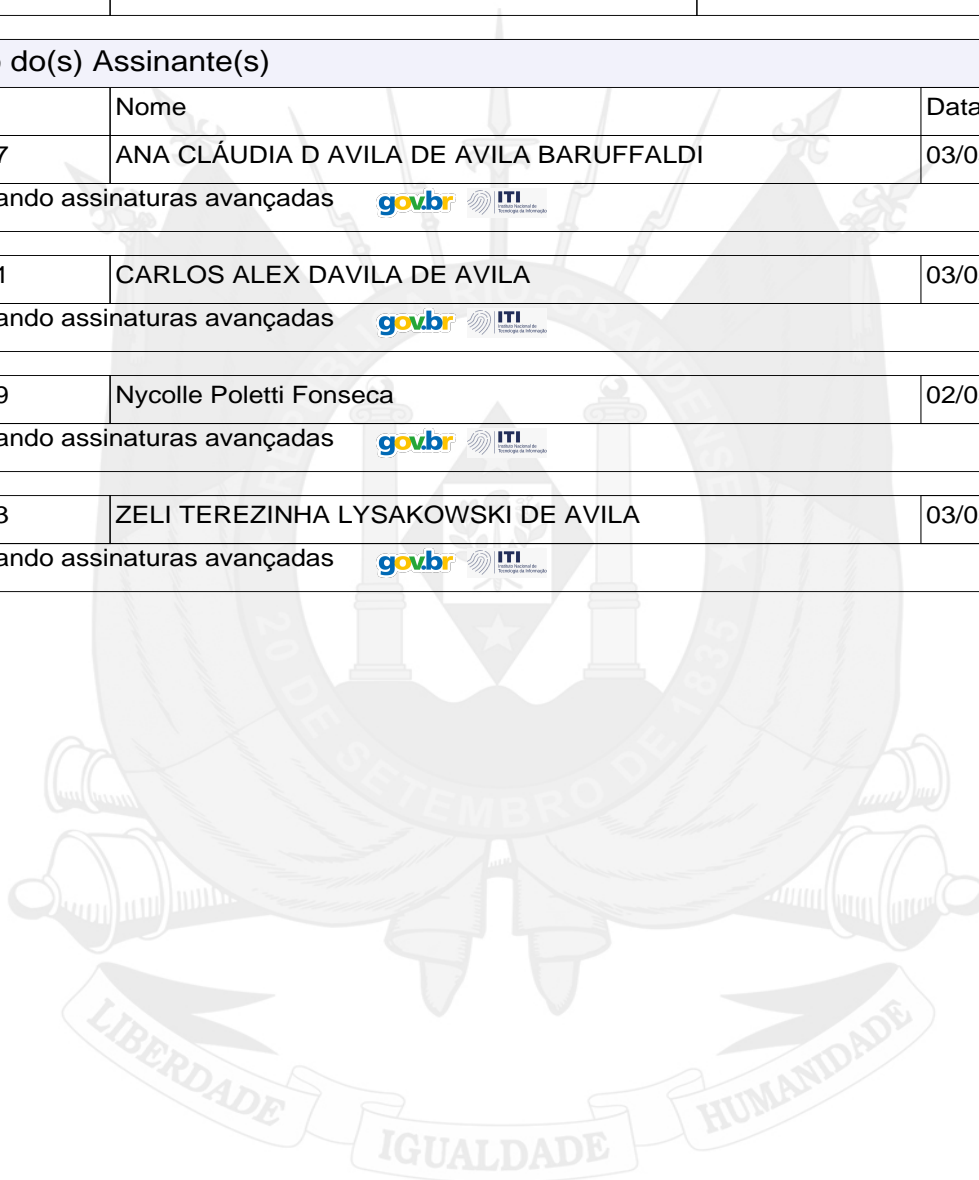 do(s) Assinante(s)
Nome Data
7 ANA CLÁUDIA D AVILA DE AVILA BARUFFALDI 03/0
ando assinaturas avançadas gov.br ITI
1 CARLOS ALEX DAVILA DE AVILA 03/0
ando assinaturas avançadas gov.br ITI
9 Nycolle Poletti Fonseca 02/0
ando assinaturas avançadas gov.br ITI
3 ZELI TEREZINHA LYSAKOWSKI DE AVILA 03/0
ando assinaturas avançadas gov.br ITI
REPÚBLICA RIO-GRANDENSE
20 DE SETEMBRO DE 1835
LIBERDADE IGUALDADE HUMANIDADE